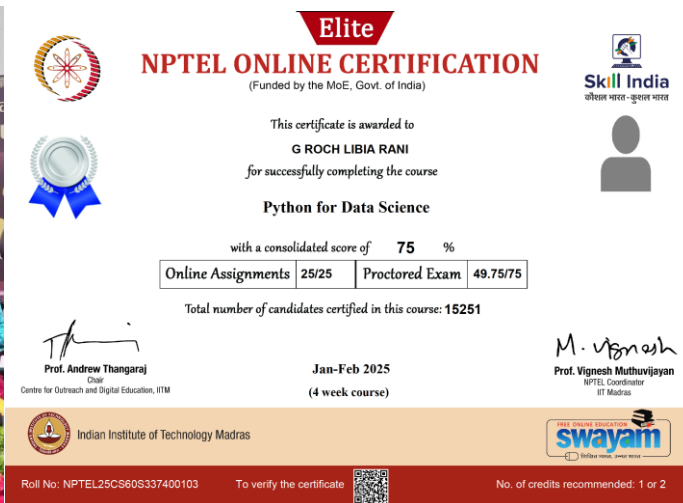 Elite
NPTEL ONLINE CERTIFICATION
(Funded by the MoE, Govt. of India)
Skill India
कौशल भारत-कुशल भारत
This certificate is awarded to
G ROCH LIBIA RANI
for successfully completing the course
Python for Data Science
with a consolidated score of 75 %
Online Assignments 25/25 Proctored Exam 49.75/75
Total number of candidates certified in this course: 15251
M. Vignesh
Prof. Andrew Thangaraj
Chair
Centre for Outreach and Digital Education, IITM
Jan-Feb 2025
(4 week course)
Prof. Vignesh Muthuvijayan
NPTEL Coordinator
IIT Madras
Indian Institute of Technology Madras
FREE ONLINE EDUCATION
swayam
Roll No: NPTEL25CS60S337400103
To verify the certificate
No. of credits recommended: 1 or 2